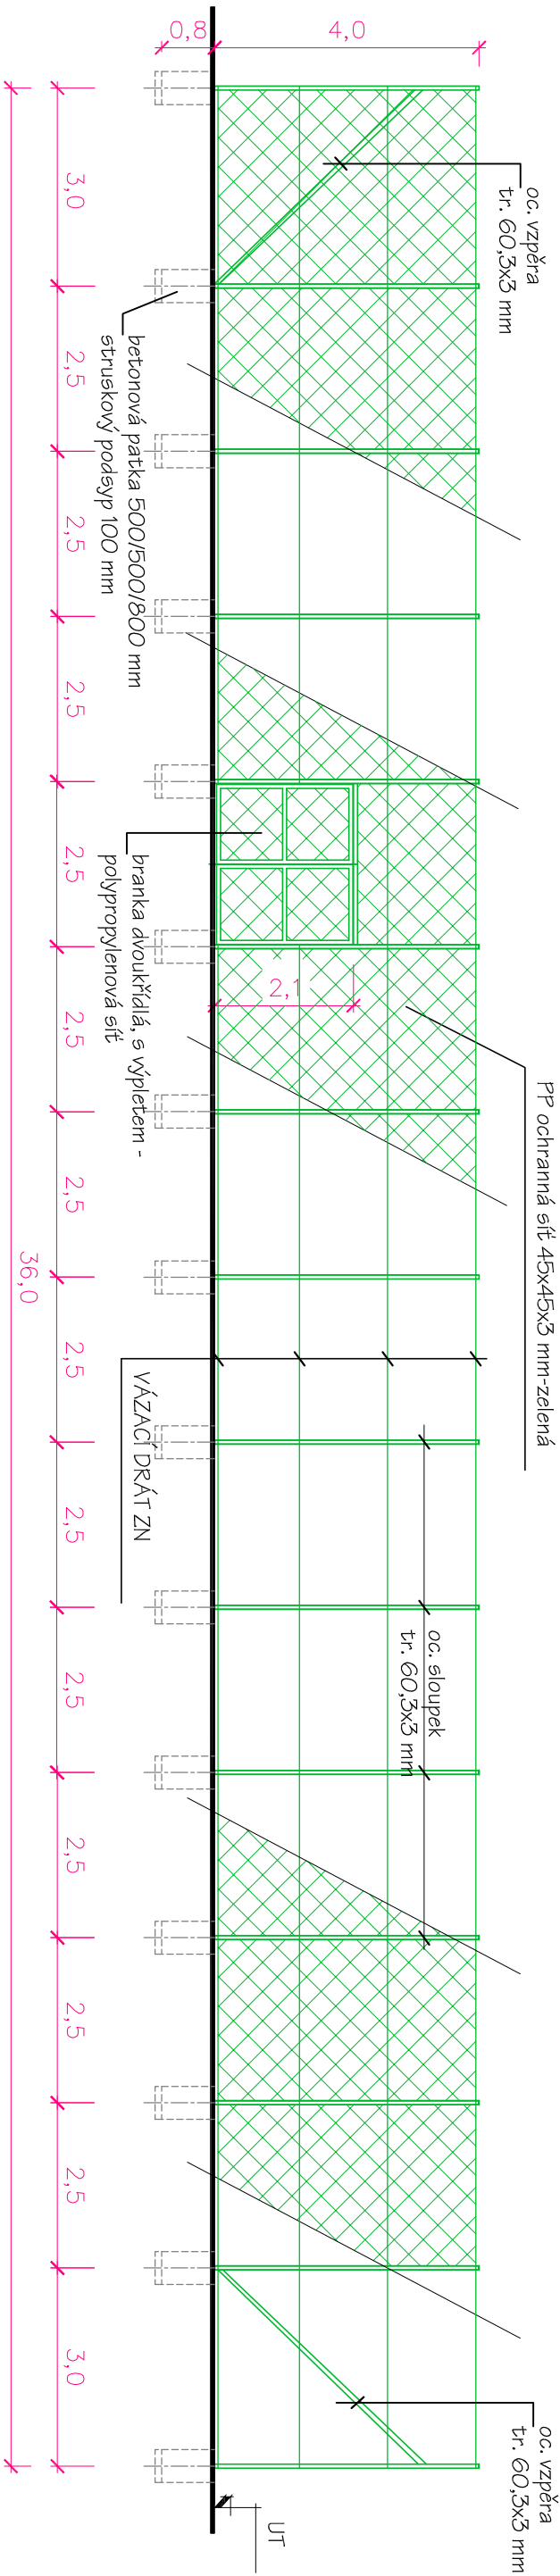 oc. vzpěra
tr. 60,3x3 mm
PP ochranná síť 45x45x3 mm-zelená
oc. vzpěra
tr. 60,3x3 mm
4,0
0,8
2,1
oc. sloupek
tr. 60,3x3 mm
UT
betonová patka 500/500/800 mm
struskový podsyp 100 mm
branka dvoukřídlá, s výpletem -
polypropylenová síť
VÁZACÍ DRÁT ZN
3,0
2,5
2,5
2,5
2,5
2,5
2,5
2,5
2,5
2,5
2,5
2,5
2,5
3,0
36,0